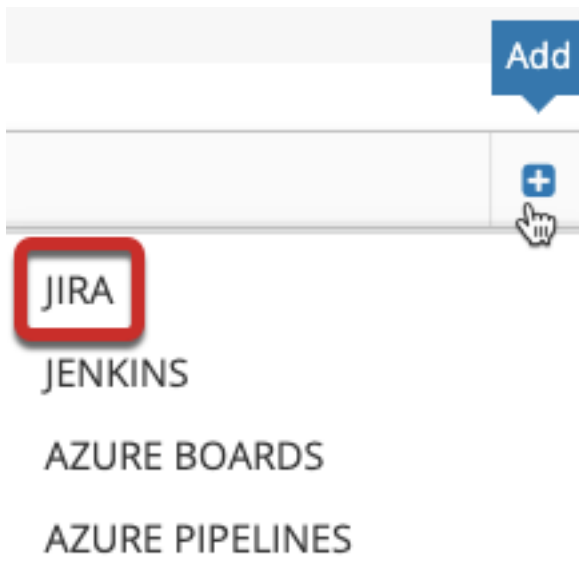 Add
JIRA
JENKINS
AZURE BOARDS
AZURE PIPELINES